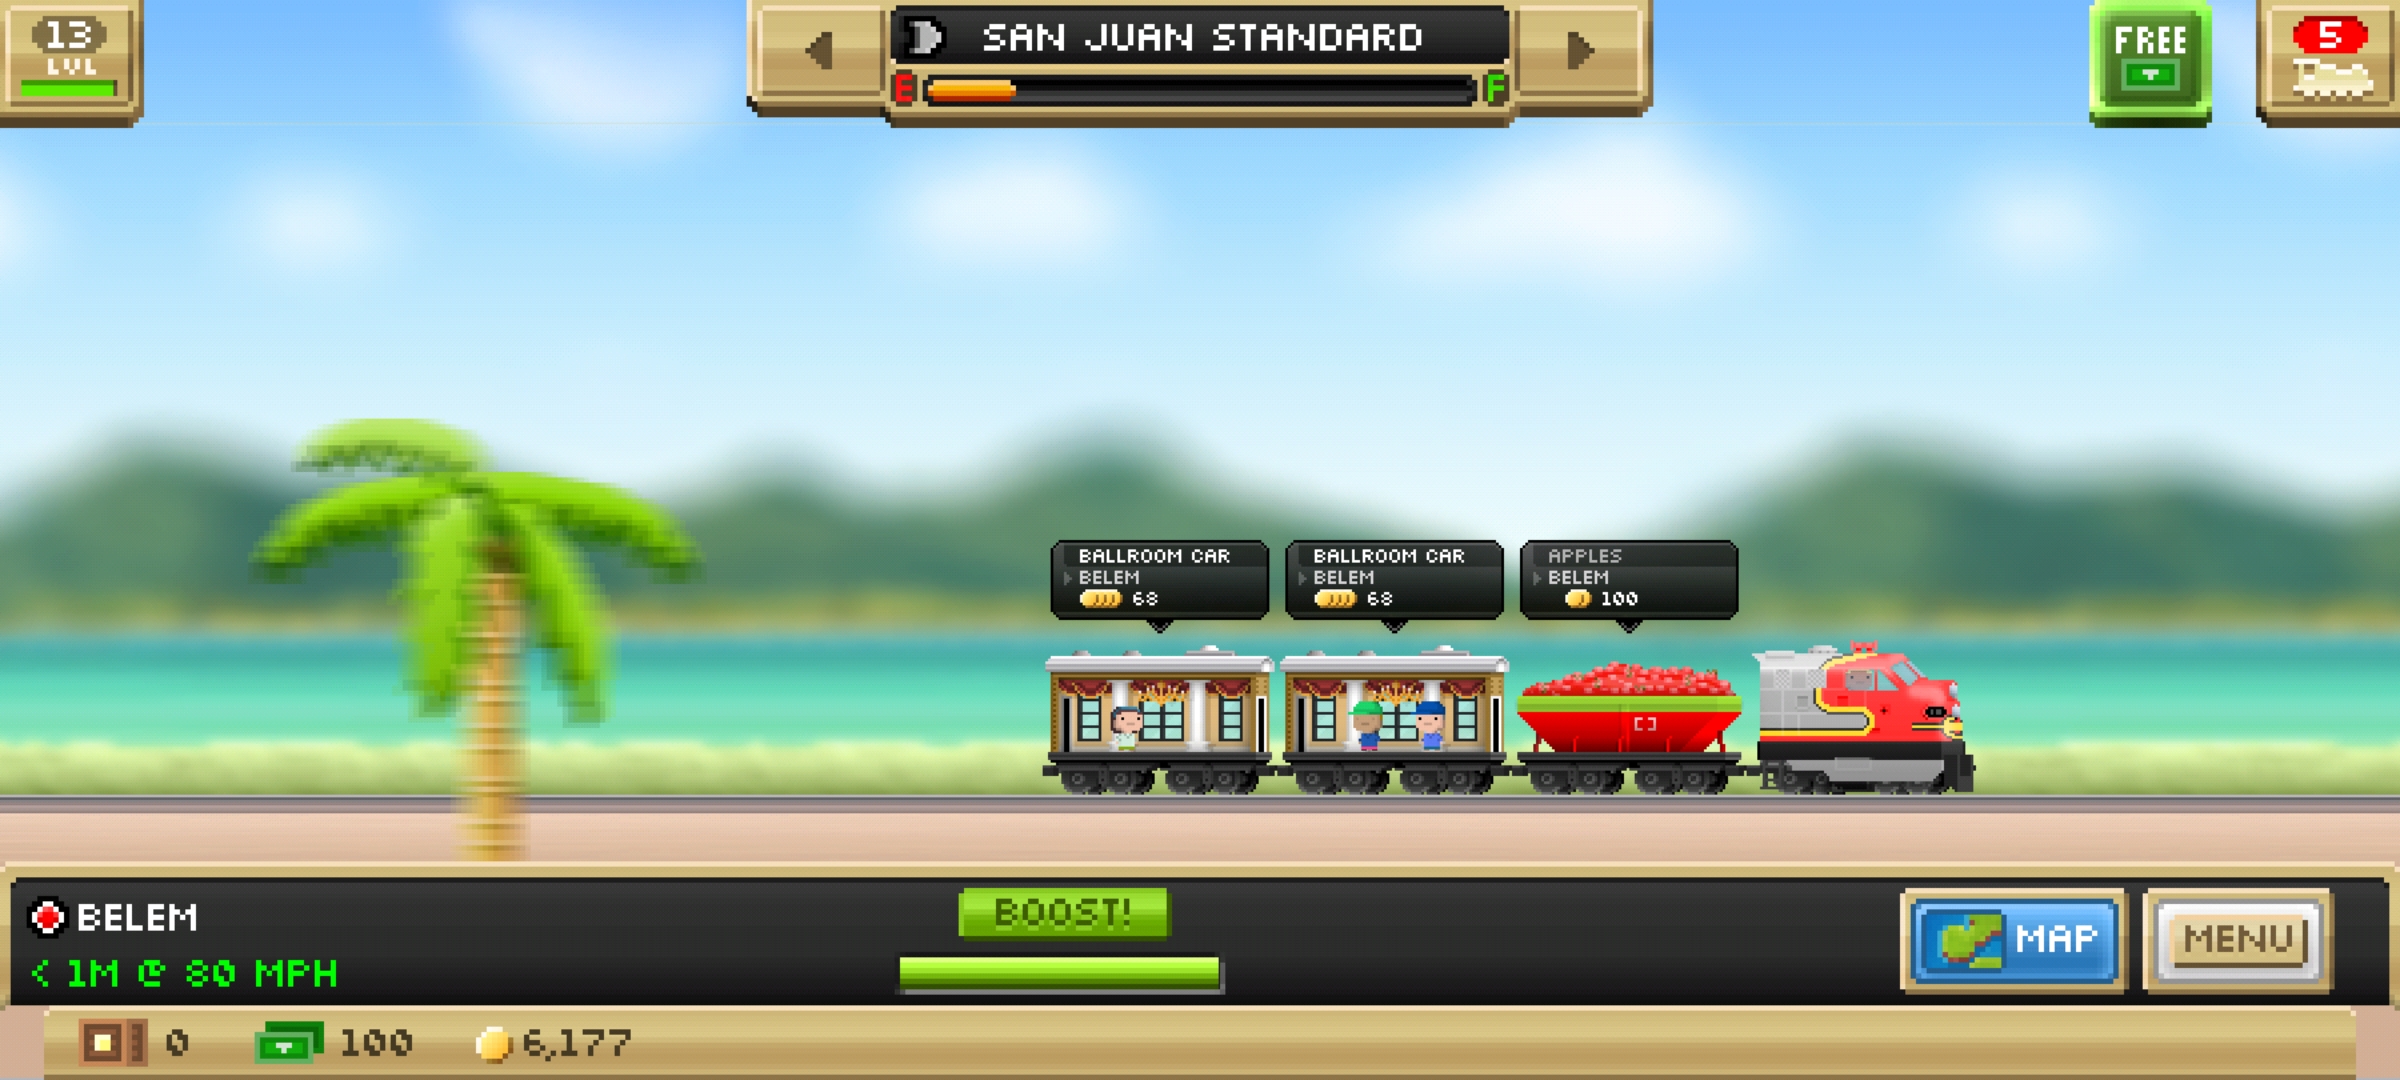 13
LVL
SAN JUAN STANDARD
E F
FREE
5
BALLROOM CAR
BELEM
68
BALLROOM CAR
BELEM
68
APPLES
BELEM
100
BELEM
< 1M @ 80 MPH
BOOST!
MAP
MENU
0
100
6,177